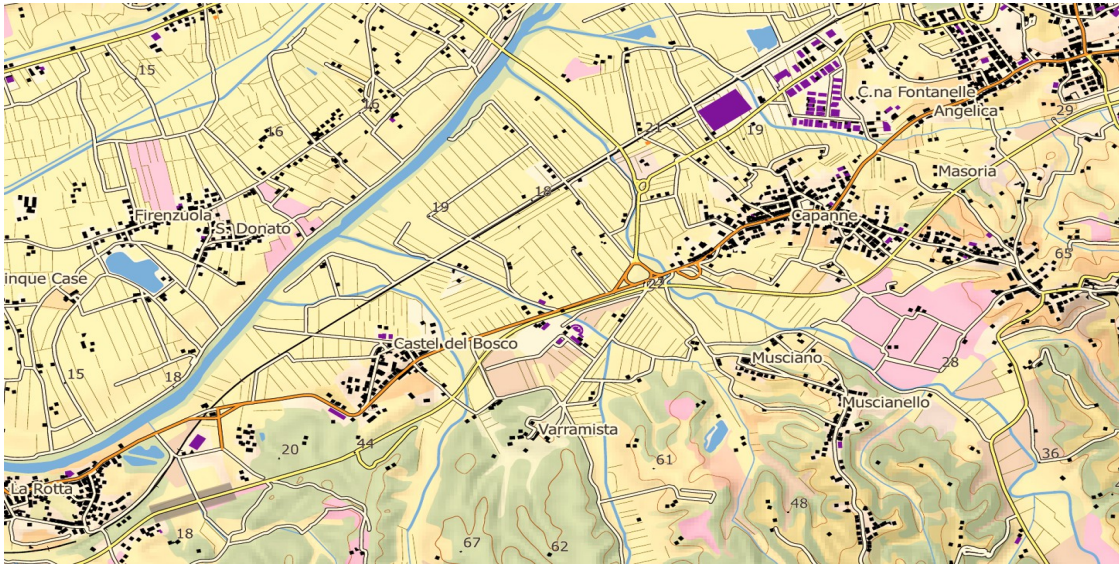 15
16
16
21
19
C.na Fontanelle
Angelica
29
Masoria
18
19
Firenzuola
S. Donato
Capanne
inque Case
65
22
Castel del Bosco
Musciano
28
15
18
Muscianello
Varramista
20
44
61
36
La Rotta
48
18
67
62